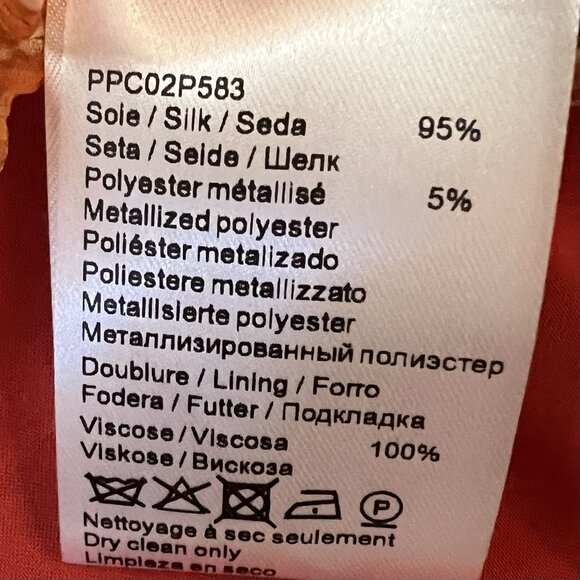 PPC02P583
Soie / Silk / Seda 95%
Seta / Seide / Шелк
Polyester métallisé 5%
Metallized polyester
Poliéster metalizado
Poliestere metallizzato
Metallisierte polyester
Металлизированный полиэстер
Doublure / Lining / Forro
Fodera / Futter / Подкладка
Viscose / Viscosa 100%
Viskose / Вискоза
P
Nettoyage à sec seulement
Dry clean only
Limpieza en seco